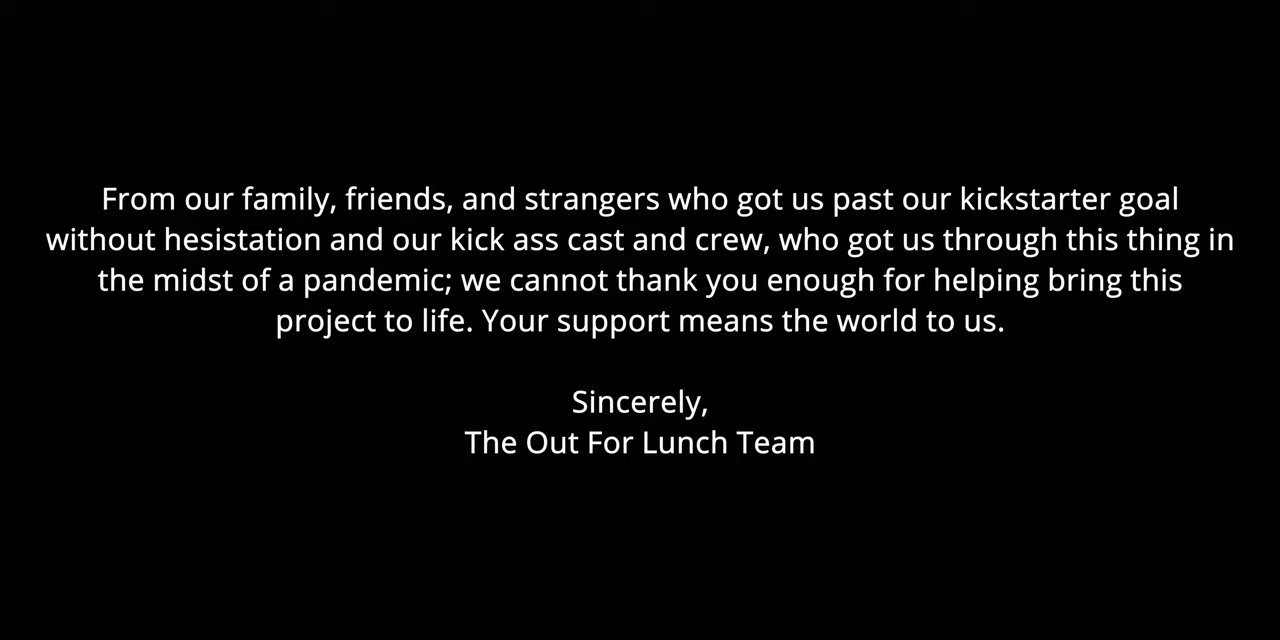 From our family, friends, and strangers who got us past our kickstarter goal
without hesistation and our kick ass cast and crew, who got us through this thing in
the midst of a pandemic; we cannot thank you enough for helping bring this
project to life. Your support means the world to us.
Sincerely,
The Out For Lunch Team